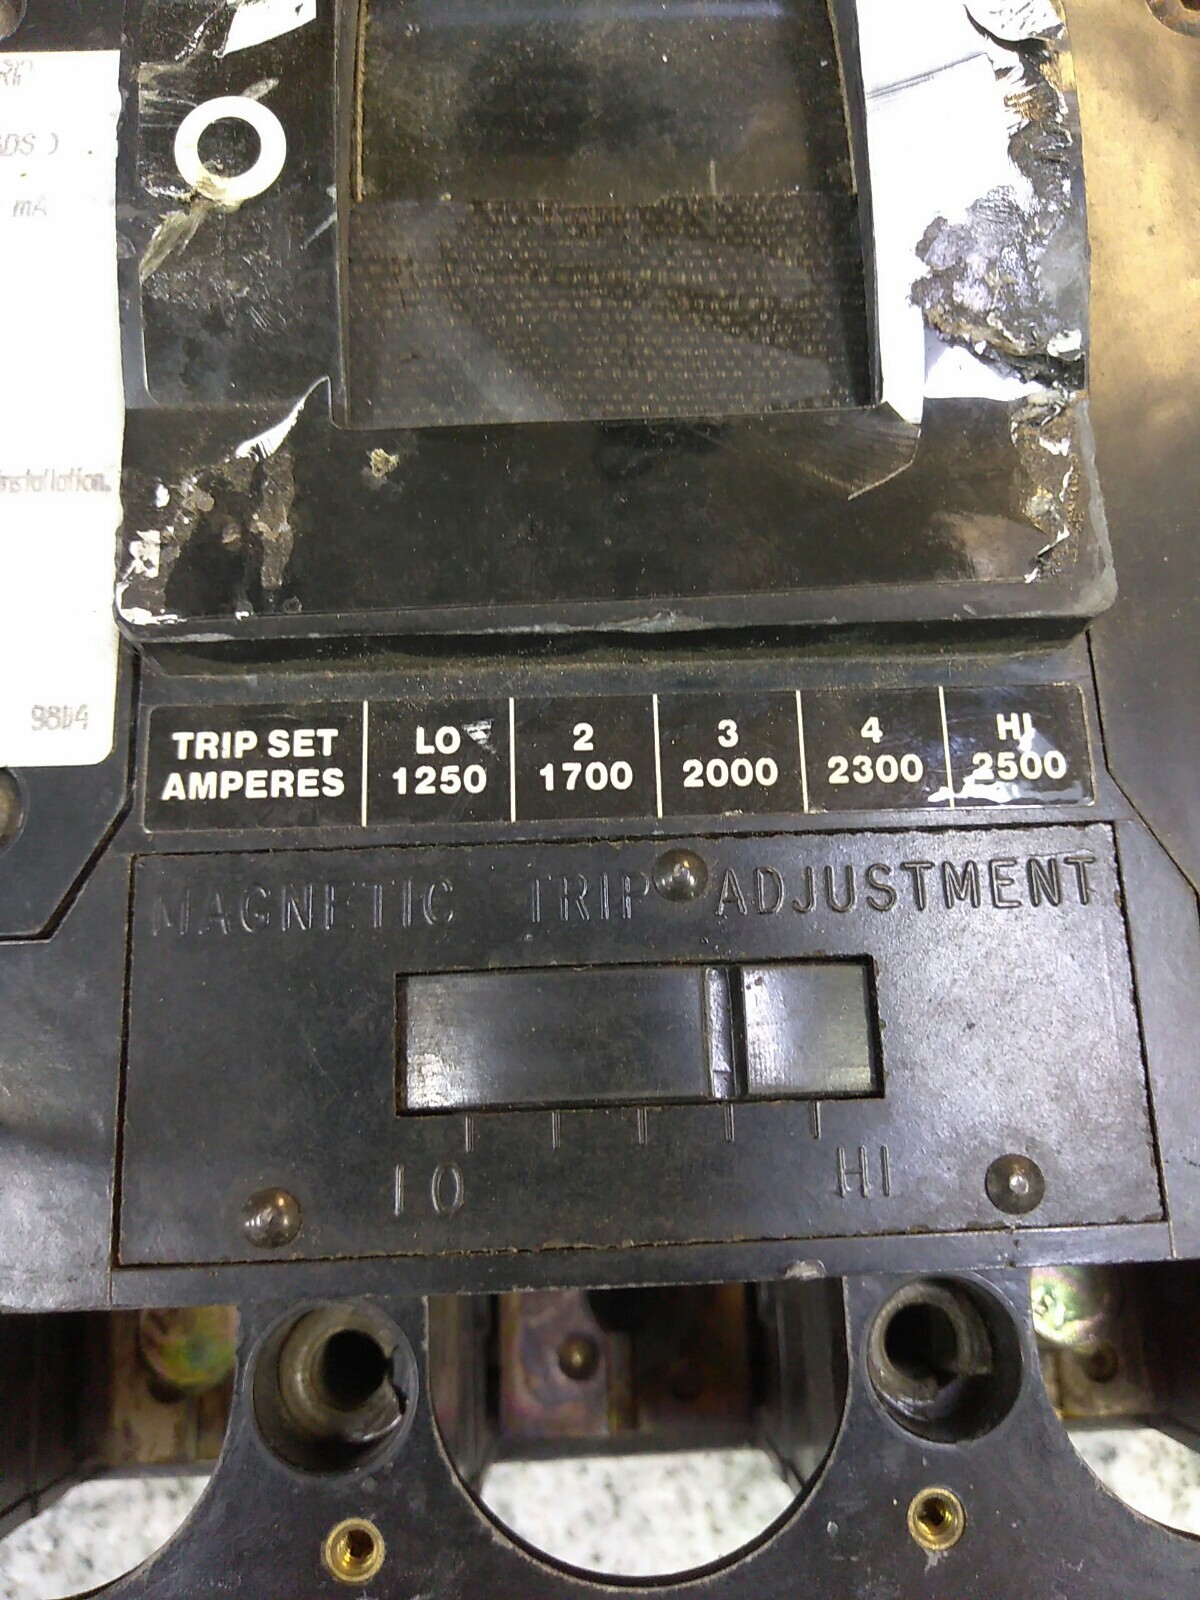 mA
installation.
98D4
TRIP SET LO 2 3 4 HI
AMPERES 1250 1700 2000 2300 2500
MAGNETIC TRIP ADJUSTMENT
LO HI